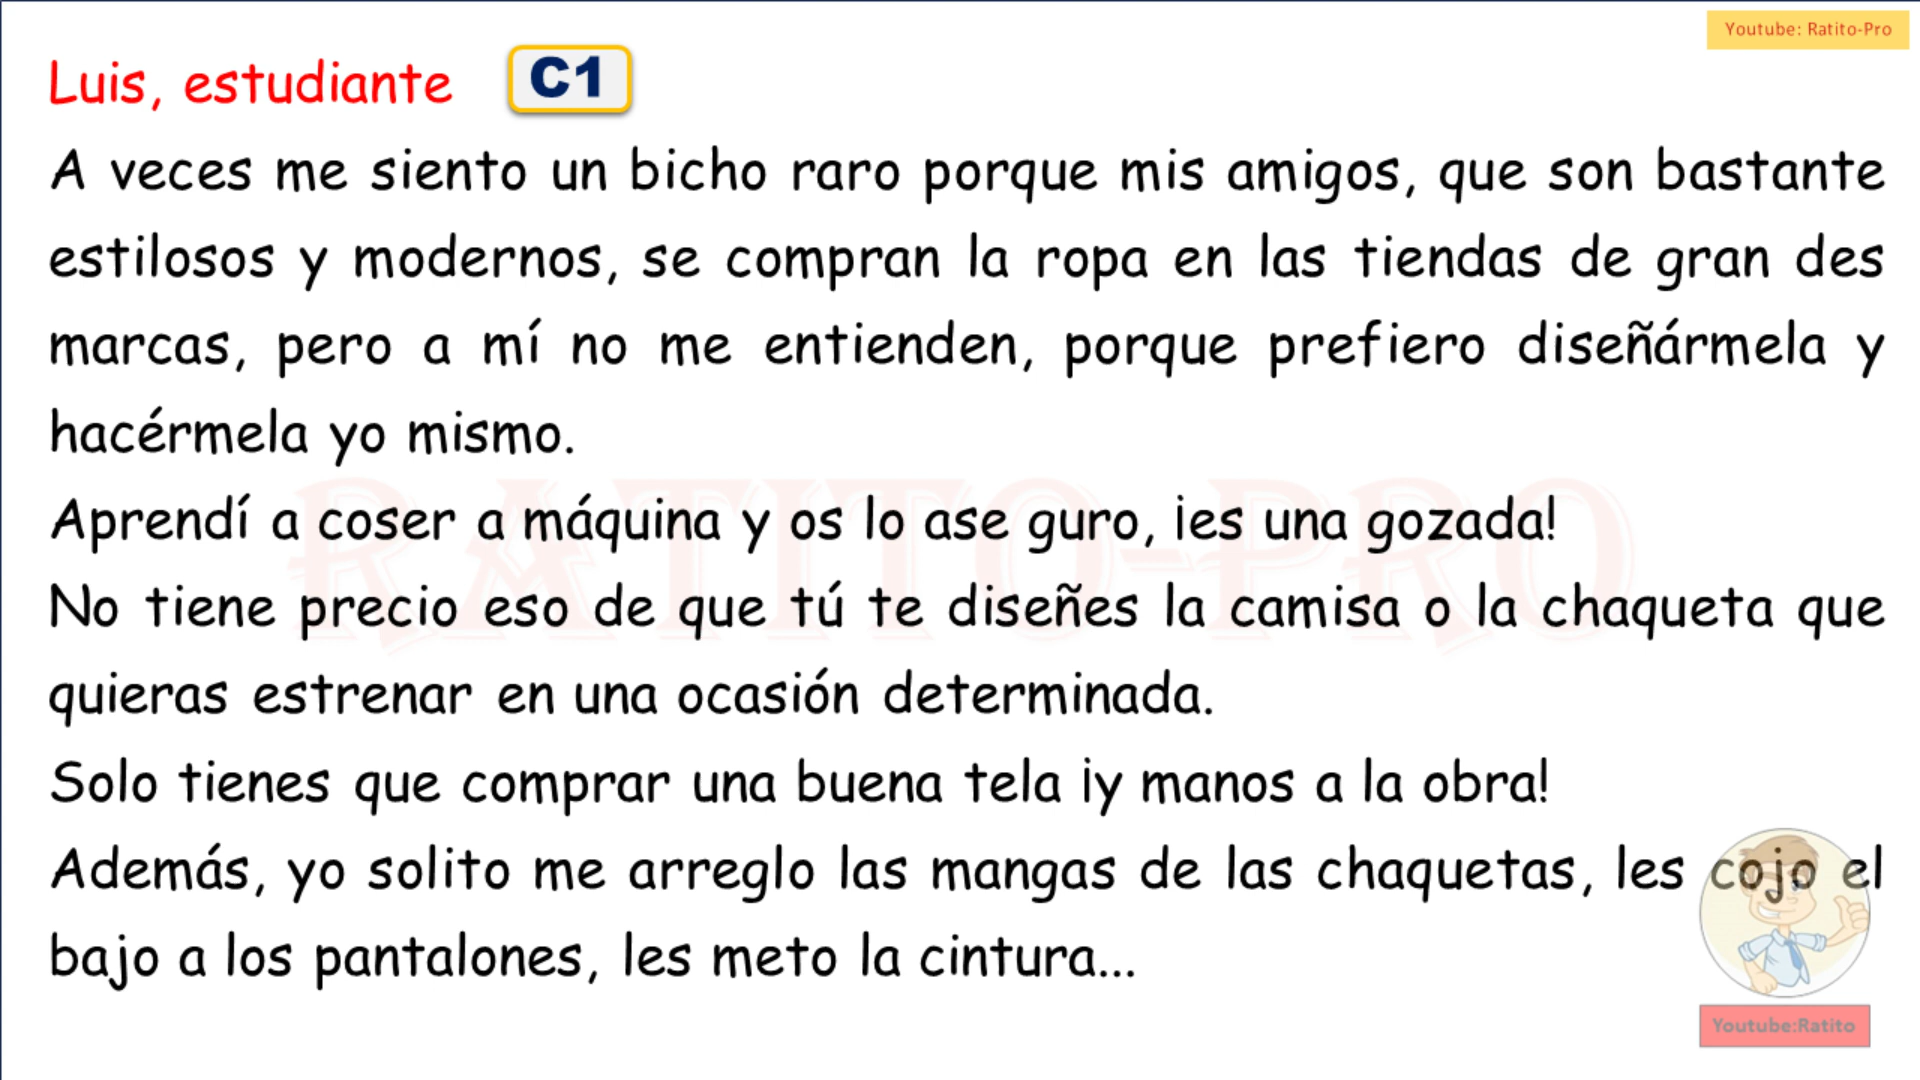 Youtube: Ratito-Pro
Luis, estudiante C1
A veces me siento un bicho raro porque mis amigos, que son bastante
estilosos y modernos, se compran la ropa en las tiendas de gran des
marcas, pero a mí no me entienden, porque prefiero diseñármela y
hacérmela yo mismo.
RATITO-PRO
Aprendí a coser a máquina y os lo ase guro, ¡es una gozada!
No tiene precio eso de que tú te diseñes la camisa o la chaqueta que
quieras estrenar en una ocasión determinada.
Solo tienes que comprar una buena tela ¡y manos a la obra!
Además, yo solito me arreglo las mangas de las chaquetas, les cojo el
bajo a los pantalones, les meto la cintura...
Youtube:Ratito